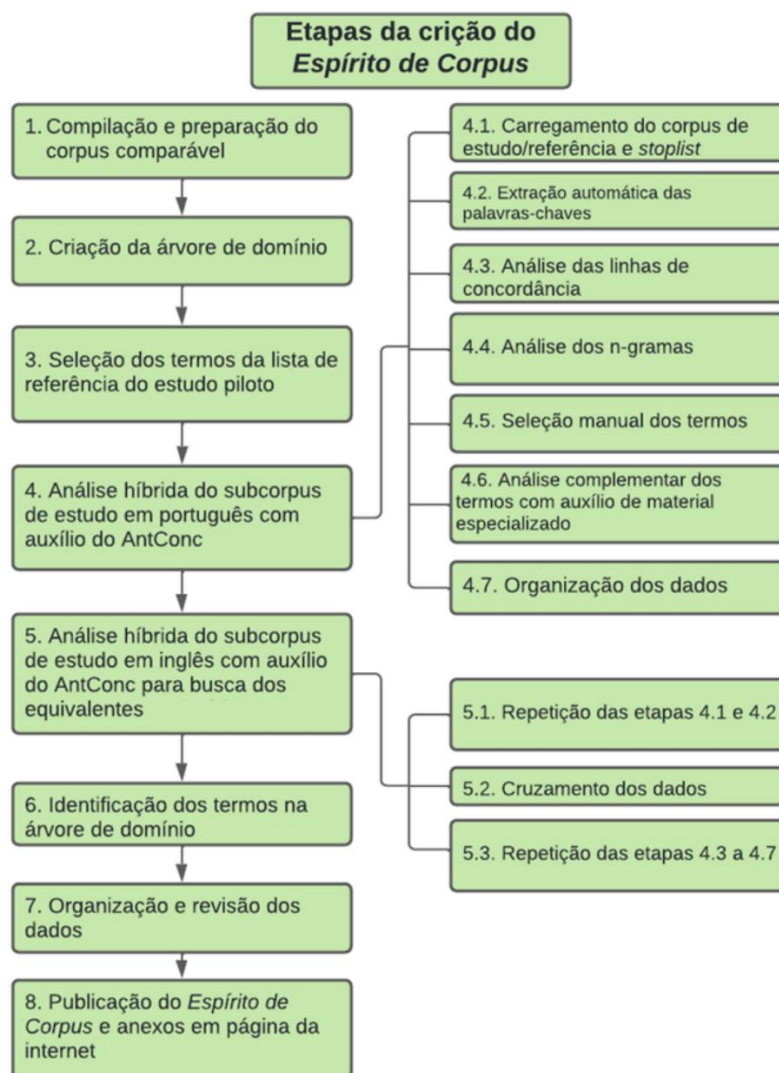 Etapas da crição do
Espírito de Corpus
1. Compilação e preparação do
corpus comparável
2. Criação da árvore de domínio
3. Seleção dos termos da lista de
referência do estudo piloto
4. Análise híbrida do subcorpus
de estudo em português com
auxílio do AntConc
5. Análise híbrida do subcorpus
de estudo em inglês com auxílio
do AntConc para busca dos
equivalentes
6. Identificação dos termos na
árvore de domínio
7. Organização e revisão dos
dados
8. Publicação do Espírito de
Corpus e anexos em página da
internet
4.1. Carregamento do corpus de
estudo/referência e stoplist
4.2. Extração automática das
palavras-chaves
4.3. Análise das linhas de
concordância
4.4. Análise dos n-gramas
4.5. Seleção manual dos termos
4.6. Análise complementar dos
termos com auxílio de material
especializado
4.7. Organização dos dados
5.1. Repetição das etapas 4.1 e 4.2
5.2. Cruzamento dos dados
5.3. Repetição das etapas 4.3 a 4.7